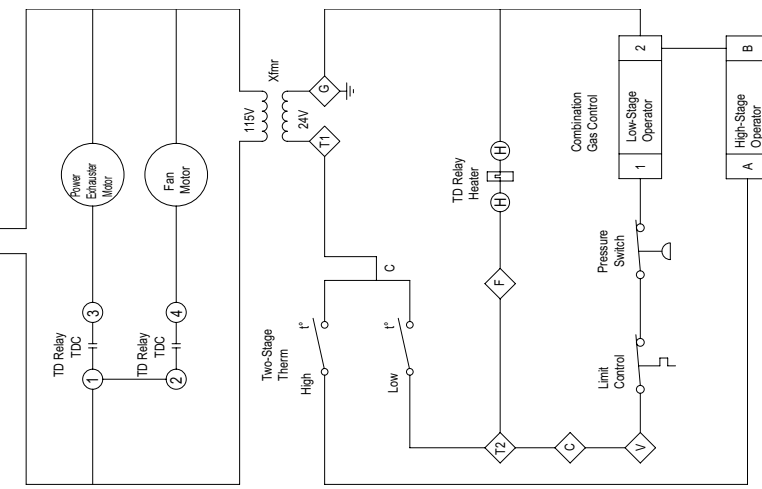 Power
Exhauster
Motor
Fan
Motor
TD Relay
TDC
1
3
TD Relay
TDC
2
4
115V
Xfmr
24V
G
T1
Two-Stage
Therm
High
t°
Low
t°
C
TD Relay
Heater
H
H
F
T2
C
V
Limit
Control
Pressure
Switch
Combination
Gas Control
1
Low-Stage
Operator
2
A
High-Stage
Operator
B